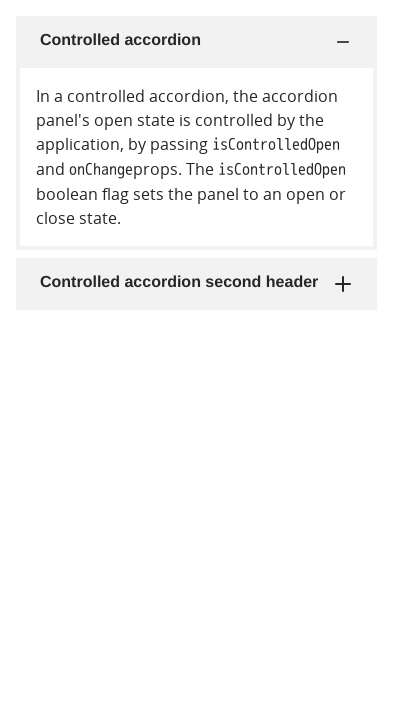 Controlled accordion
In a controlled accordion, the accordion
panel's open state is controlled by the
application, by passing isControlledOpen
and onChangeprops. The isControlledOpen
boolean flag sets the panel to an open or
close state.
Controlled accordion second header